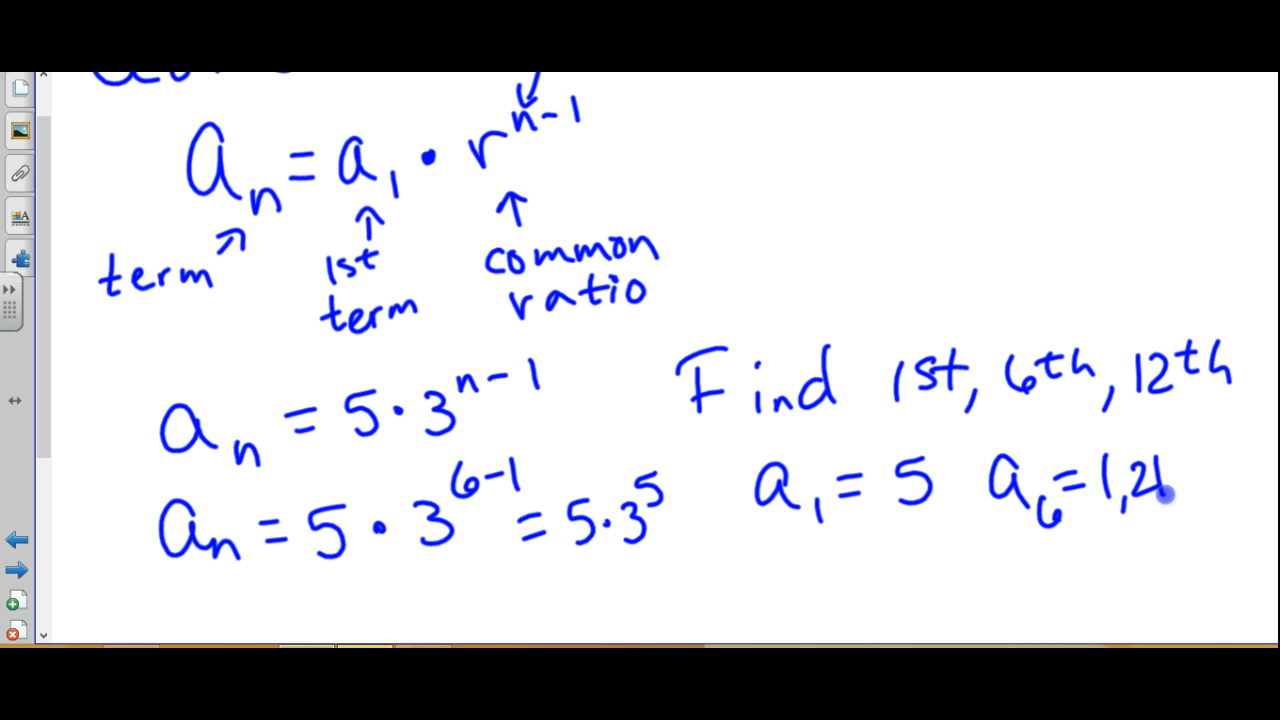 aₙ = a₁ · rⁿ⁻¹
term 1st term common ratio
aₙ = 5 · 3ⁿ⁻¹ Find 1st, 6th, 12th
aₙ = 5 · 3⁶⁻¹ = 5 · 3⁵ a₁ = 5 a₆ = 1,21